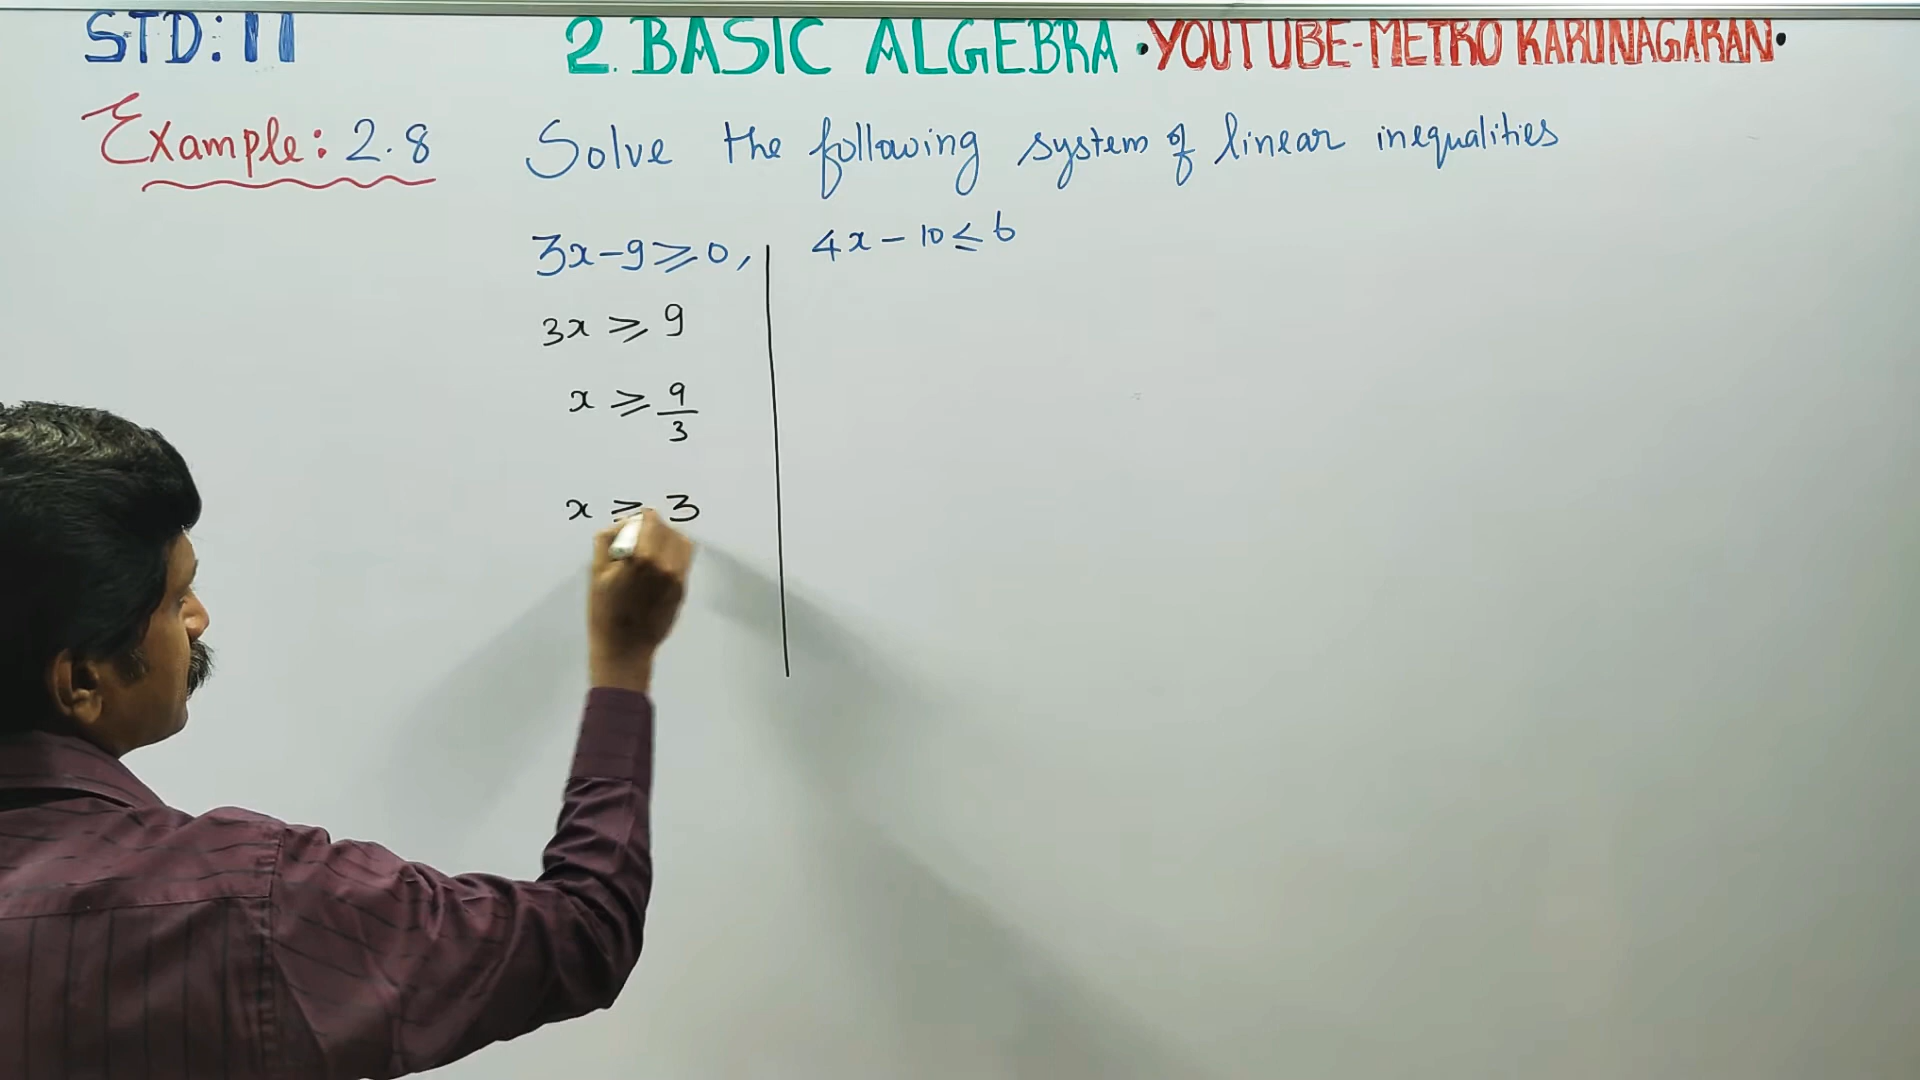 STD: 11 2. BASIC ALGEBRA • YOUTUBE-METRO KARUNAGARAN•
Example: 2.8 Solve the following system of linear inequalities
3x-9≥0, 4x-10≤6
3x ≥ 9
x ≥ 9/3
x ≥ 3